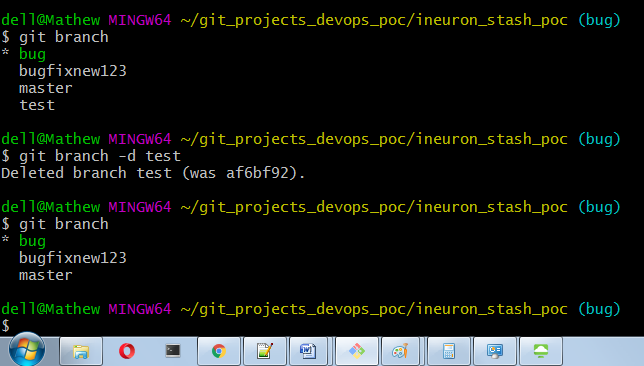 dell@Mathew MINGW64 ~/git_projects_devops_poc/ineuron_stash_poc (bug)
$ git branch
* bug
  bugfixnew123
  master
  test
dell@Mathew MINGW64 ~/git_projects_devops_poc/ineuron_stash_poc (bug)
$ git branch -d test
Deleted branch test (was af6bf92).
dell@Mathew MINGW64 ~/git_projects_devops_poc/ineuron_stash_poc (bug)
$ git branch
* bug
  bugfixnew123
  master
dell@Mathew MINGW64 ~/git_projects_devops_poc/ineuron_stash_poc (bug)
$